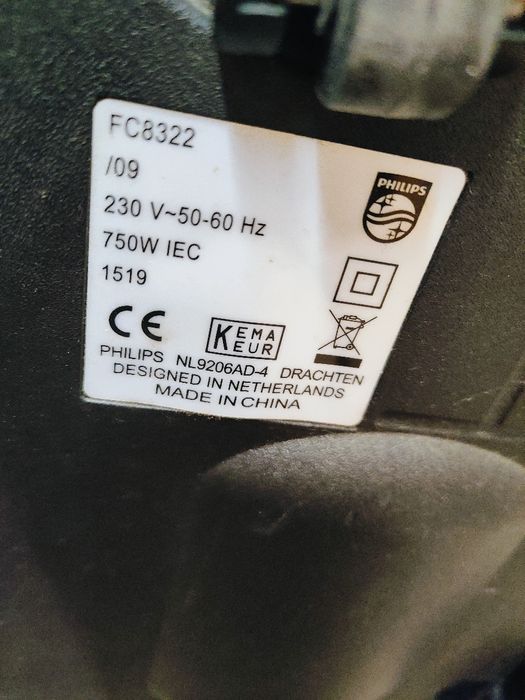 FC8322
/09
230 V~50-60 Hz
750W IEC
1519
PHILIPS
CE
KEMA
KEUR
PHILIPS NL9206AD-4 DRACHTEN
DESIGNED IN NETHERLANDS
MADE IN CHINA